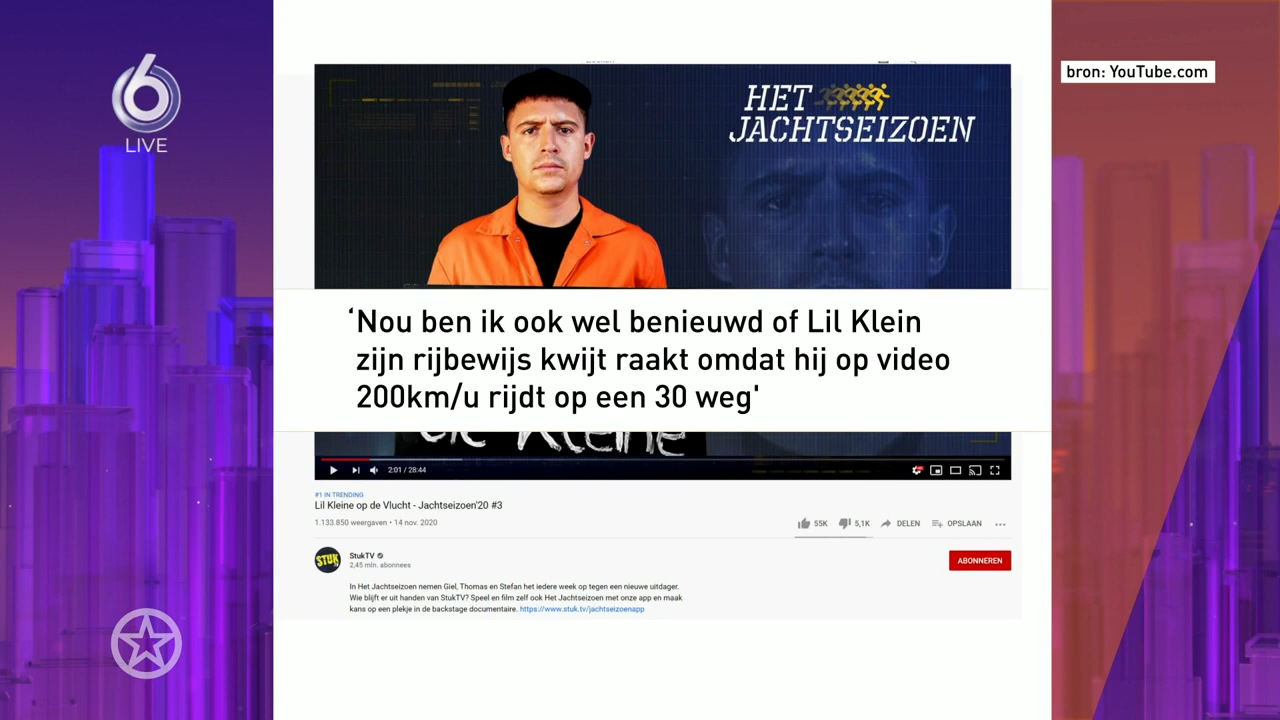 6
LIVE
bron: YouTube.com
HET
JACHTSEIZOEN
‘Nou ben ik ook wel benieuwd of Lil Klein
zijn rijbewijs kwijt raakt omdat hij op video
200km/u rijdt op een 30 weg'
Kleine
2:01 / 28:44
#1 IN TRENDING
Lil Kleine op de Vlucht - Jachtseizoen'20 #3
1.133.850 weergaven • 14 nov. 2020
55K 5,1K DELEN OPSLAAN
STUK
StukTV
2,45 mln. abonnees
ABONNEREN
In Het Jachtseizoen nemen Giel, Thomas en Stefan het iedere week op tegen een nieuwe uitdager.
Wie blijft er uit handen van StukTV? Speel en film zelf ook Het Jachtseizoen met onze app en maak
kans op een plekje in de backstage documentaire. https://www.stuk.tv/jachtseizoenapp